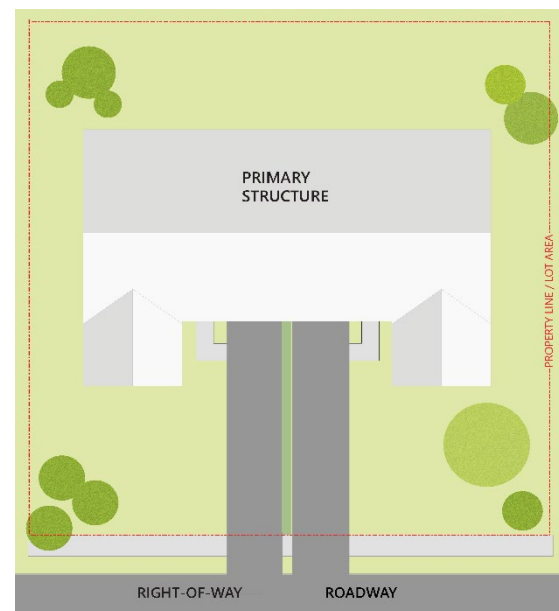 PRIMARY
STRUCTURE
PROPERTY LINE / LOT AREA
RIGHT-OF-WAY
ROADWAY